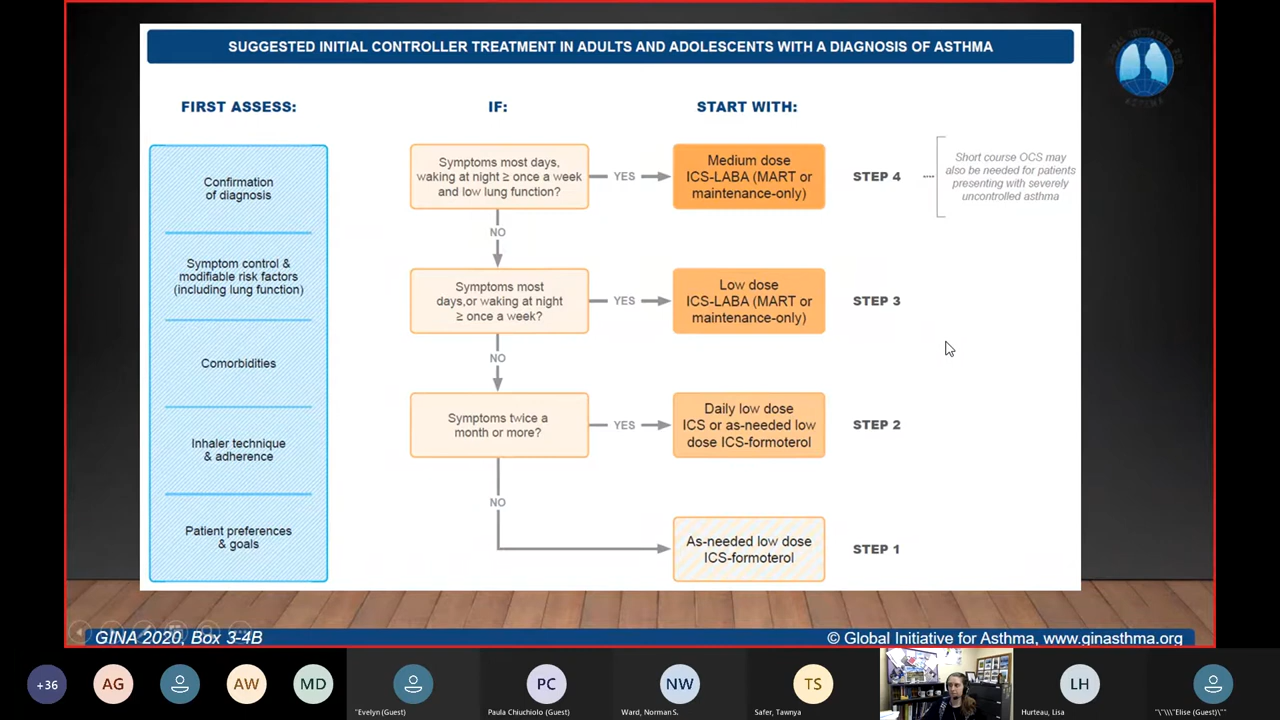 SUGGESTED INITIAL CONTROLLER TREATMENT IN ADULTS AND ADOLESCENTS WITH A DIAGNOSIS OF ASTHMA
FIRST ASSESS:
IF:
START WITH:
Confirmation
of diagnosis
Symptom control &
modifiable risk factors
(including lung function)
Comorbidities
Inhaler technique
& adherence
Patient preferences
& goals
Symptoms most days,
waking at night ≥ once a week
and low lung function?
YES
Medium dose
ICS-LABA (MART or
maintenance-only)
STEP 4
Short course OCS may
also be needed for patients
presenting with severely
uncontrolled asthma
NO
Symptoms most
days,or waking at night
≥ once a week?
YES
Low dose
ICS-LABA (MART or
maintenance-only)
STEP 3
NO
Symptoms twice a
month or more?
YES
Daily low dose
ICS or as-needed low
dose ICS-formoterol
STEP 2
NO
As-needed low dose
ICS-formoterol
STEP 1
GINA 2020, Box 3-4B
© Global Initiative for Asthma, www.ginasthma.org
+36
AG
AW
MD
"Evelyn (Guest)
PC
Paula Chiuchiolo (Guest)
NW
Ward, Norman S.
TS
Safer, Tawnya
LH
Hurteau, Lisa
"\"\\\"Elise (Guest)\"